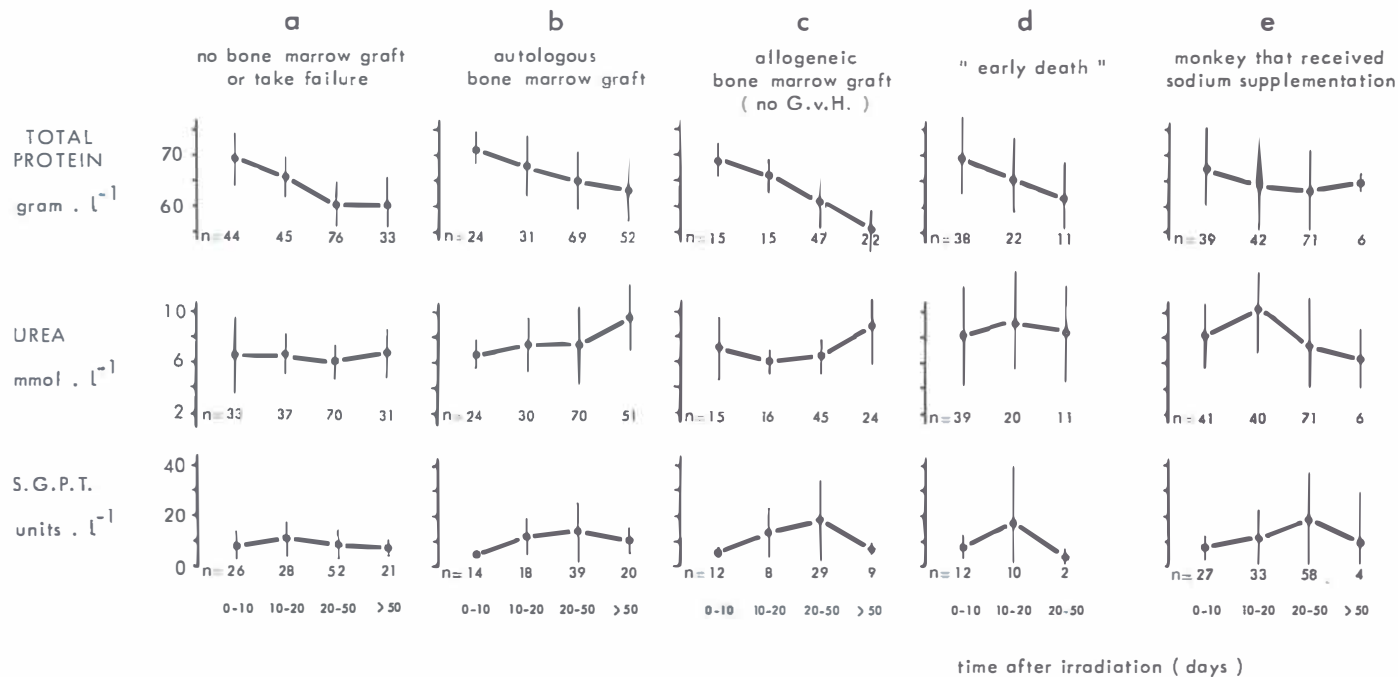 a
no bone marrow graft
or take failure
b
autologous
bone marrow graft
c
allogeneic
bone marrow graft
( no G.v.H. )
d
" early death "
e
monkey that received
sodium supplementation
TOTAL
PROTEIN
gram . l⁻¹
70
60
n=44 45 76 33
n=24 31 69 52
n=15 15 47 22
n=38 22 11
n=39 42 71 6
UREA
mmol . l⁻¹
10
6
2
n=33 37 70 31
n=24 30 70 51
n=15 16 45 24
n=39 20 11
n=41 40 71 6
S.G.P.T.
units . l⁻¹
40
20
0
n=26 28 52 21
n=14 18 39 20
n=12 8 29 9
n=12 10 2
n=27 33 58 4
0-10 10-20 20-50 >50
0-10 10-20 20-50 >50
0-10 10-20 20-50 >50
0-10 10-20 20-50
0-10 10-20 20-50 >50
time after irradiation ( days )